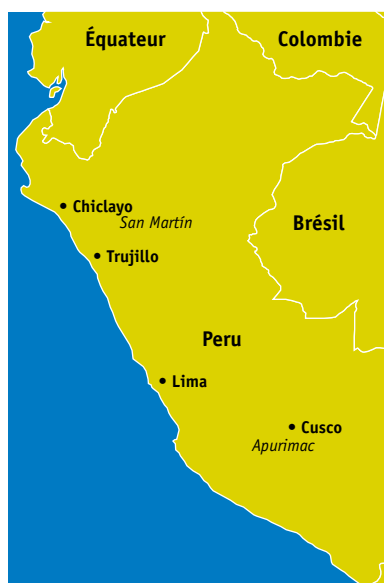 Équateur
Colombie
Chiclayo
San Martín
Brésil
Trujillo
Peru
Lima
Cusco
Apurimac